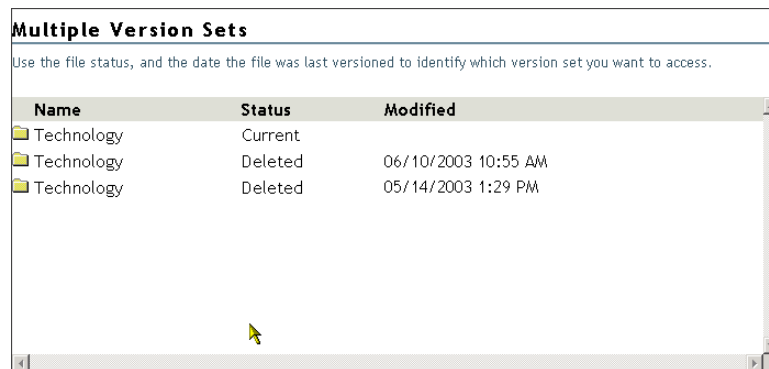 Multiple Version Sets
Use the file status, and the date the file was last versioned to identify which version set you want to access.
Name Status Modified
Technology Current
Technology Deleted 06/10/2003 10:55 AM
Technology Deleted 05/14/2003 1:29 PM